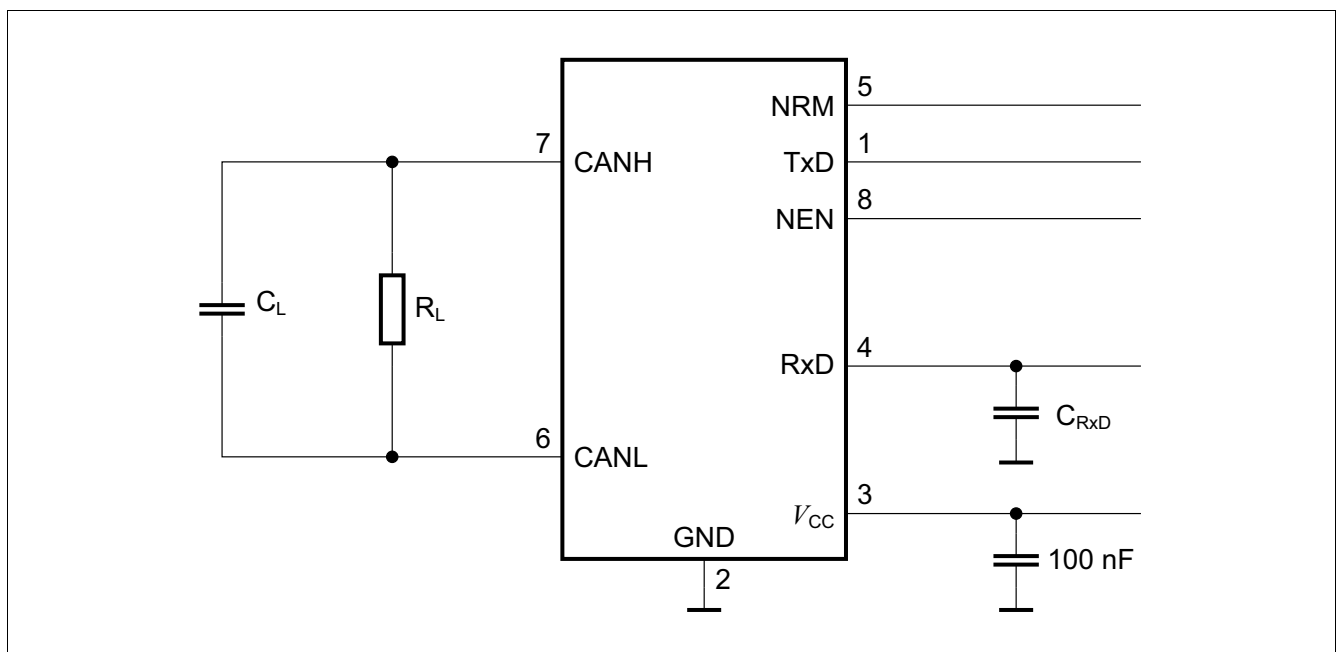 5
NRM
7
1
CANH
TxD
8
NEN
C_L
R_L
4
RxD
C_RxD
6
CANL
3
V_CC
GND
100 nF
2